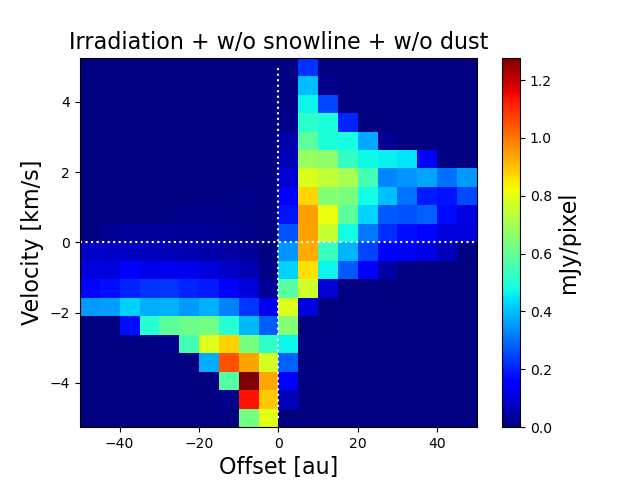 Irradiation + w/o snowline + w/o dust
Velocity [km/s]
4
2
0
−2
−4
−40 −20 0 20 40
Offset [au]
1.2
1.0
0.8
0.6
0.4
0.2
0.0
mJy/pixel